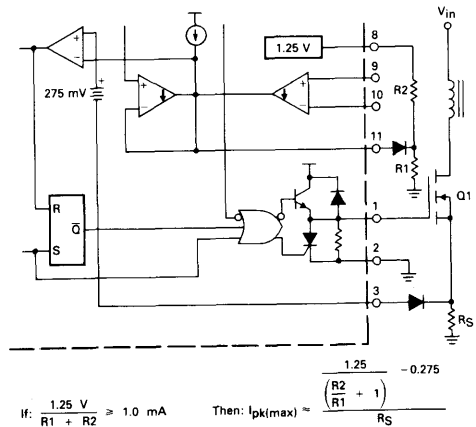 8
V_in
1.25 V
9
275 mV
R2
10
11
R1
1
Q1
R
Q̅
S
2
3
R_S
If: 1.25 V / (R1 + R2) ≥ 1.0 mA
Then: I_pk(max) ≈ (1.25 / (R2/R1 + 1) − 0.275) / R_S